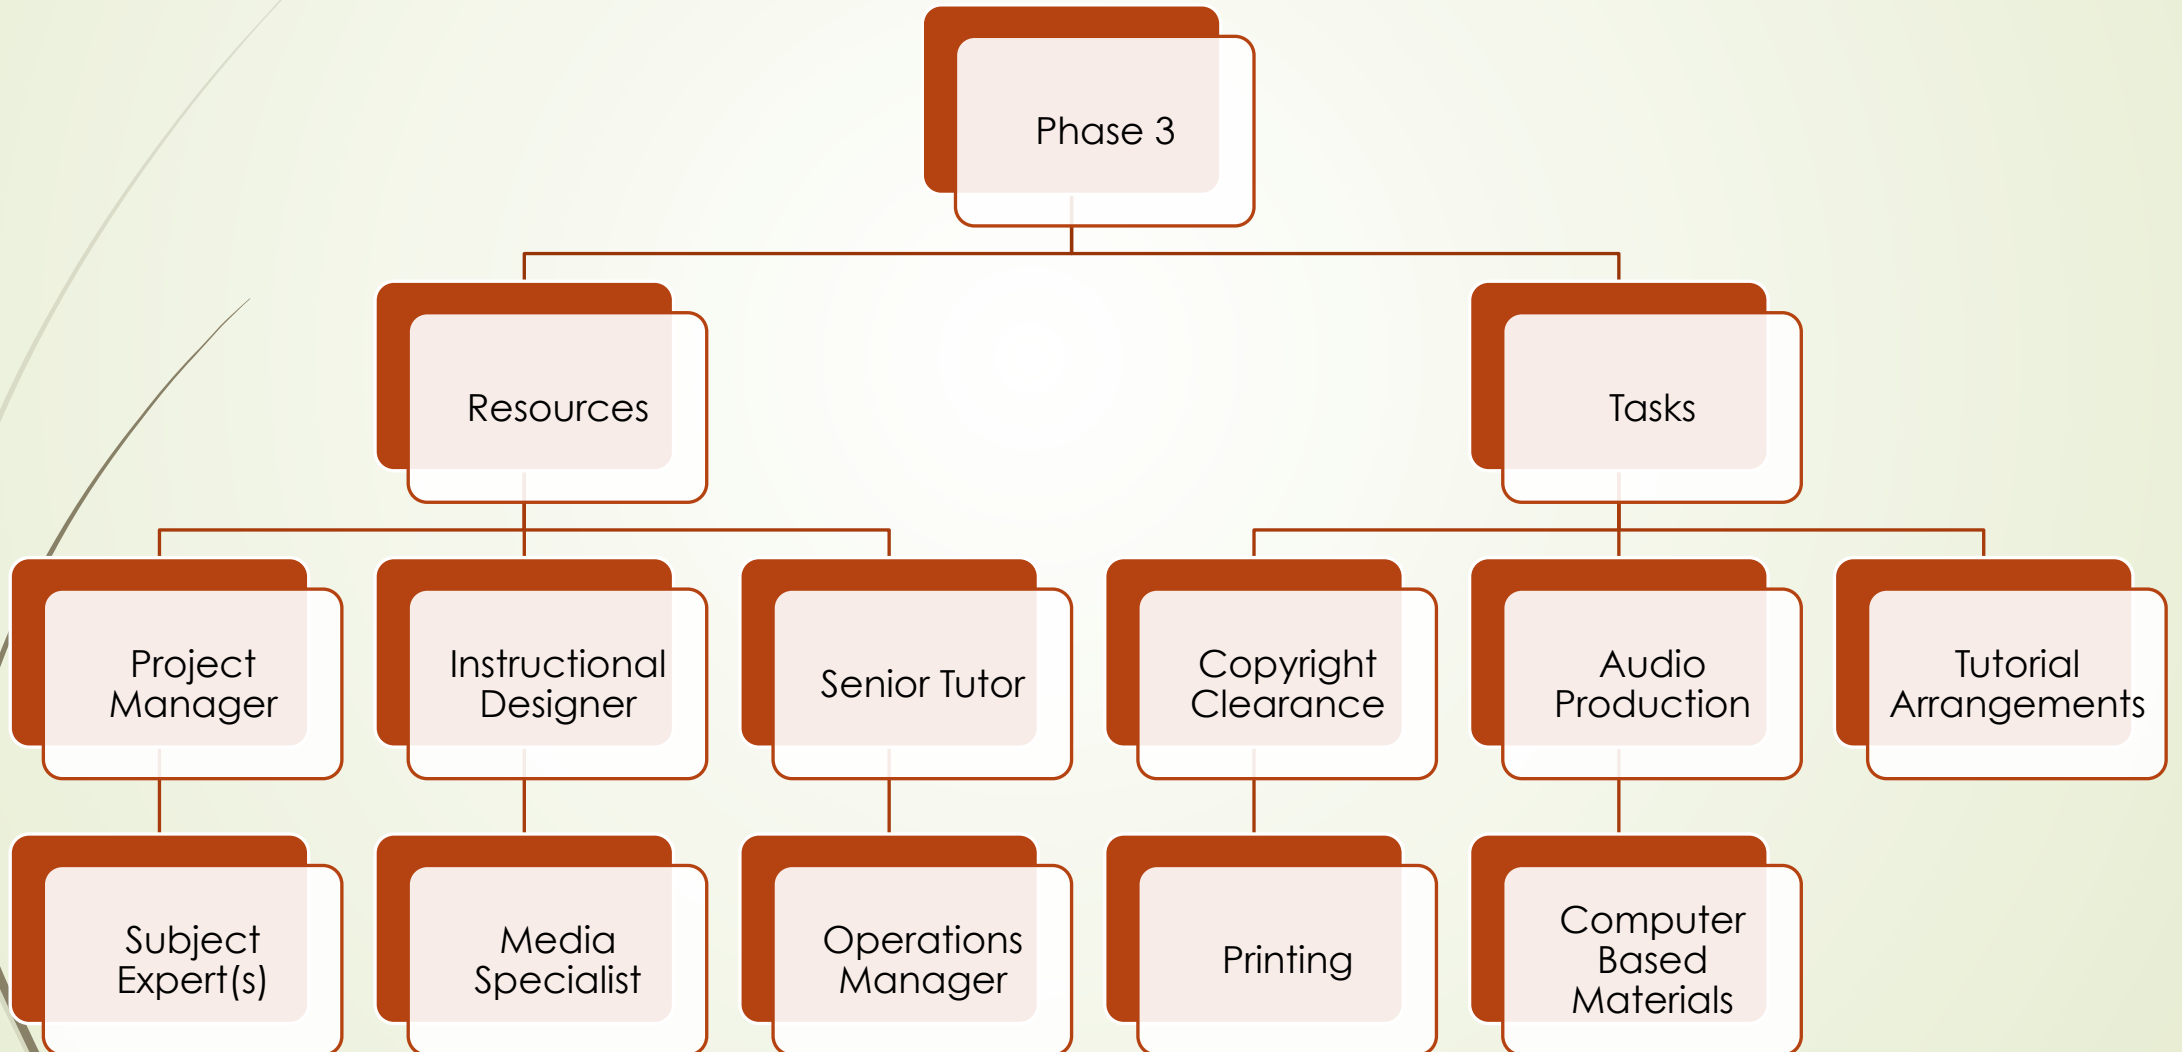 Phase 3
Resources
Tasks
Project
Manager
Instructional
Designer
Senior Tutor
Copyright
Clearance
Audio
Production
Tutorial
Arrangements
Subject
Expert(s)
Media
Specialist
Operations
Manager
Printing
Computer
Based
Materials